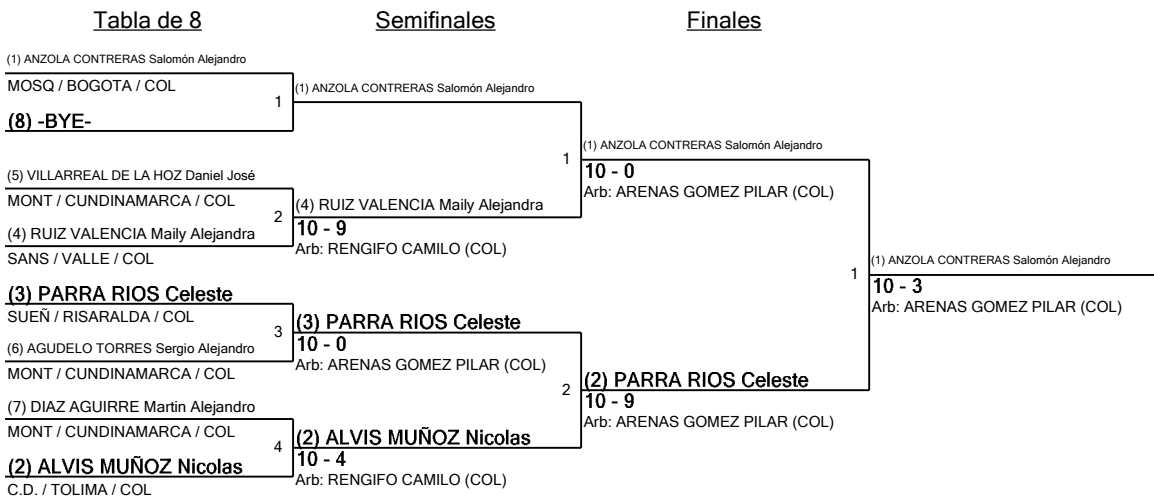 Tabla de 8
Semifinales
Finales
(1) ANZOLA CONTRERAS Salomón Alejandro
MOSQ / BOGOTA / COL
1
(8) -BYE-
(5) VILLARREAL DE LA HOZ Daniel José
MONT / CUNDINAMARCA / COL
2
(4) RUIZ VALENCIA Maily Alejandra
SANS / VALLE / COL
(3) PARRA RIOS Celeste
SUEÑ / RISARALDA / COL
3
(6) AGUDELO TORRES Sergio Alejandro
MONT / CUNDINAMARCA / COL
(7) DIAZ AGUIRRE Martin Alejandro
MONT / CUNDINAMARCA / COL
4
(2) ALVIS MUÑOZ Nicolas
C.D. / TOLIMA / COL
(1) ANZOLA CONTRERAS Salomón Alejandro
1
(4) RUIZ VALENCIA Maily Alejandra
10 - 9
Arb: RENGIFO CAMILO (COL)
(3) PARRA RIOS Celeste
10 - 0
Arb: ARENAS GOMEZ PILAR (COL)
2
(2) ALVIS MUÑOZ Nicolas
10 - 4
Arb: RENGIFO CAMILO (COL)
(1) ANZOLA CONTRERAS Salomón Alejandro
10 - 0
Arb: ARENAS GOMEZ PILAR (COL)
1
(2) PARRA RIOS Celeste
10 - 9
Arb: ARENAS GOMEZ PILAR (COL)
(1) ANZOLA CONTRERAS Salomón Alejandro
10 - 3
Arb: ARENAS GOMEZ PILAR (COL)